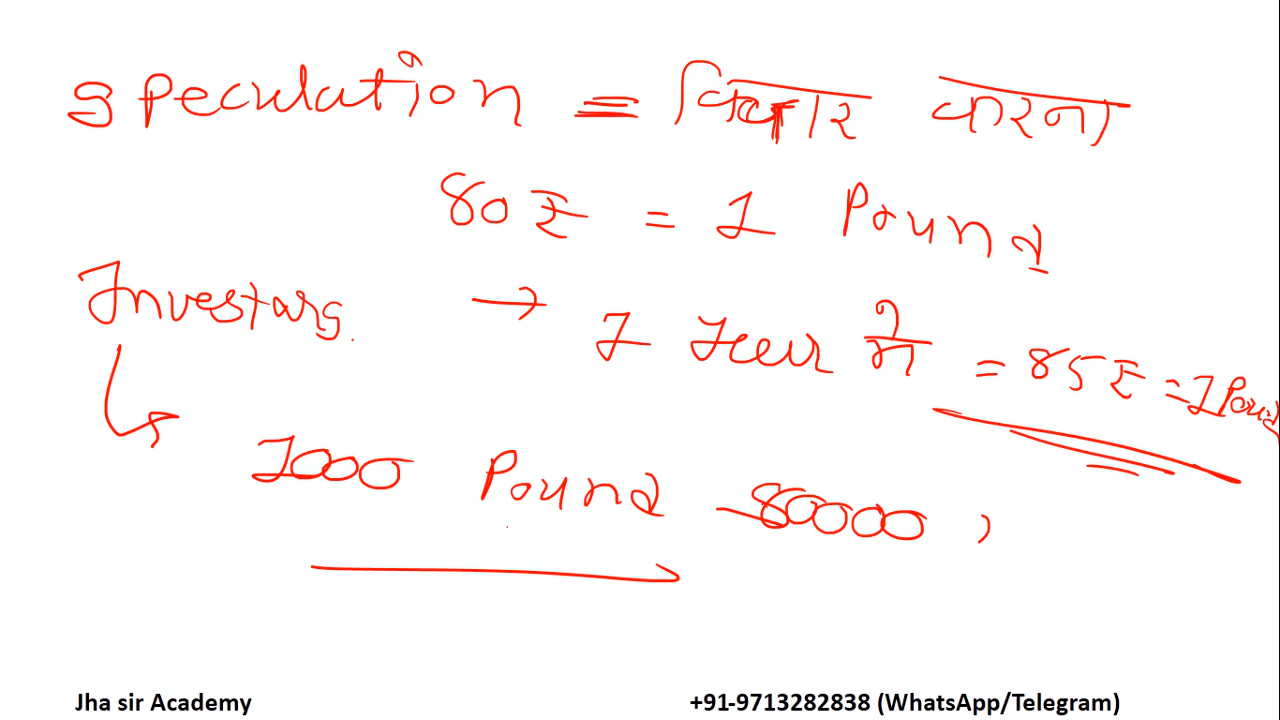 Speculation = विचार करना
80 ₹ = 1 Pound
Investars. → 1 Year में = 85 ₹ = 1 Pound
1000 Pound - 80000
Jha sir Academy +91-9713282838 (WhatsApp/Telegram)